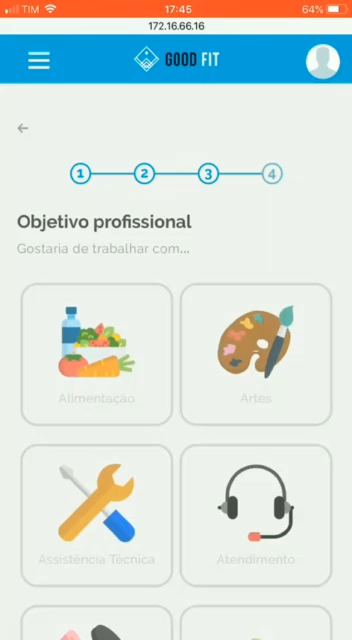 TIM 17:45 64%
172.16.66.16
GOOD FIT
1 2 3 4
Objetivo profissional
Gostaria de trabalhar com...
Alimentação Artes
Assistência Técnica Atendimento